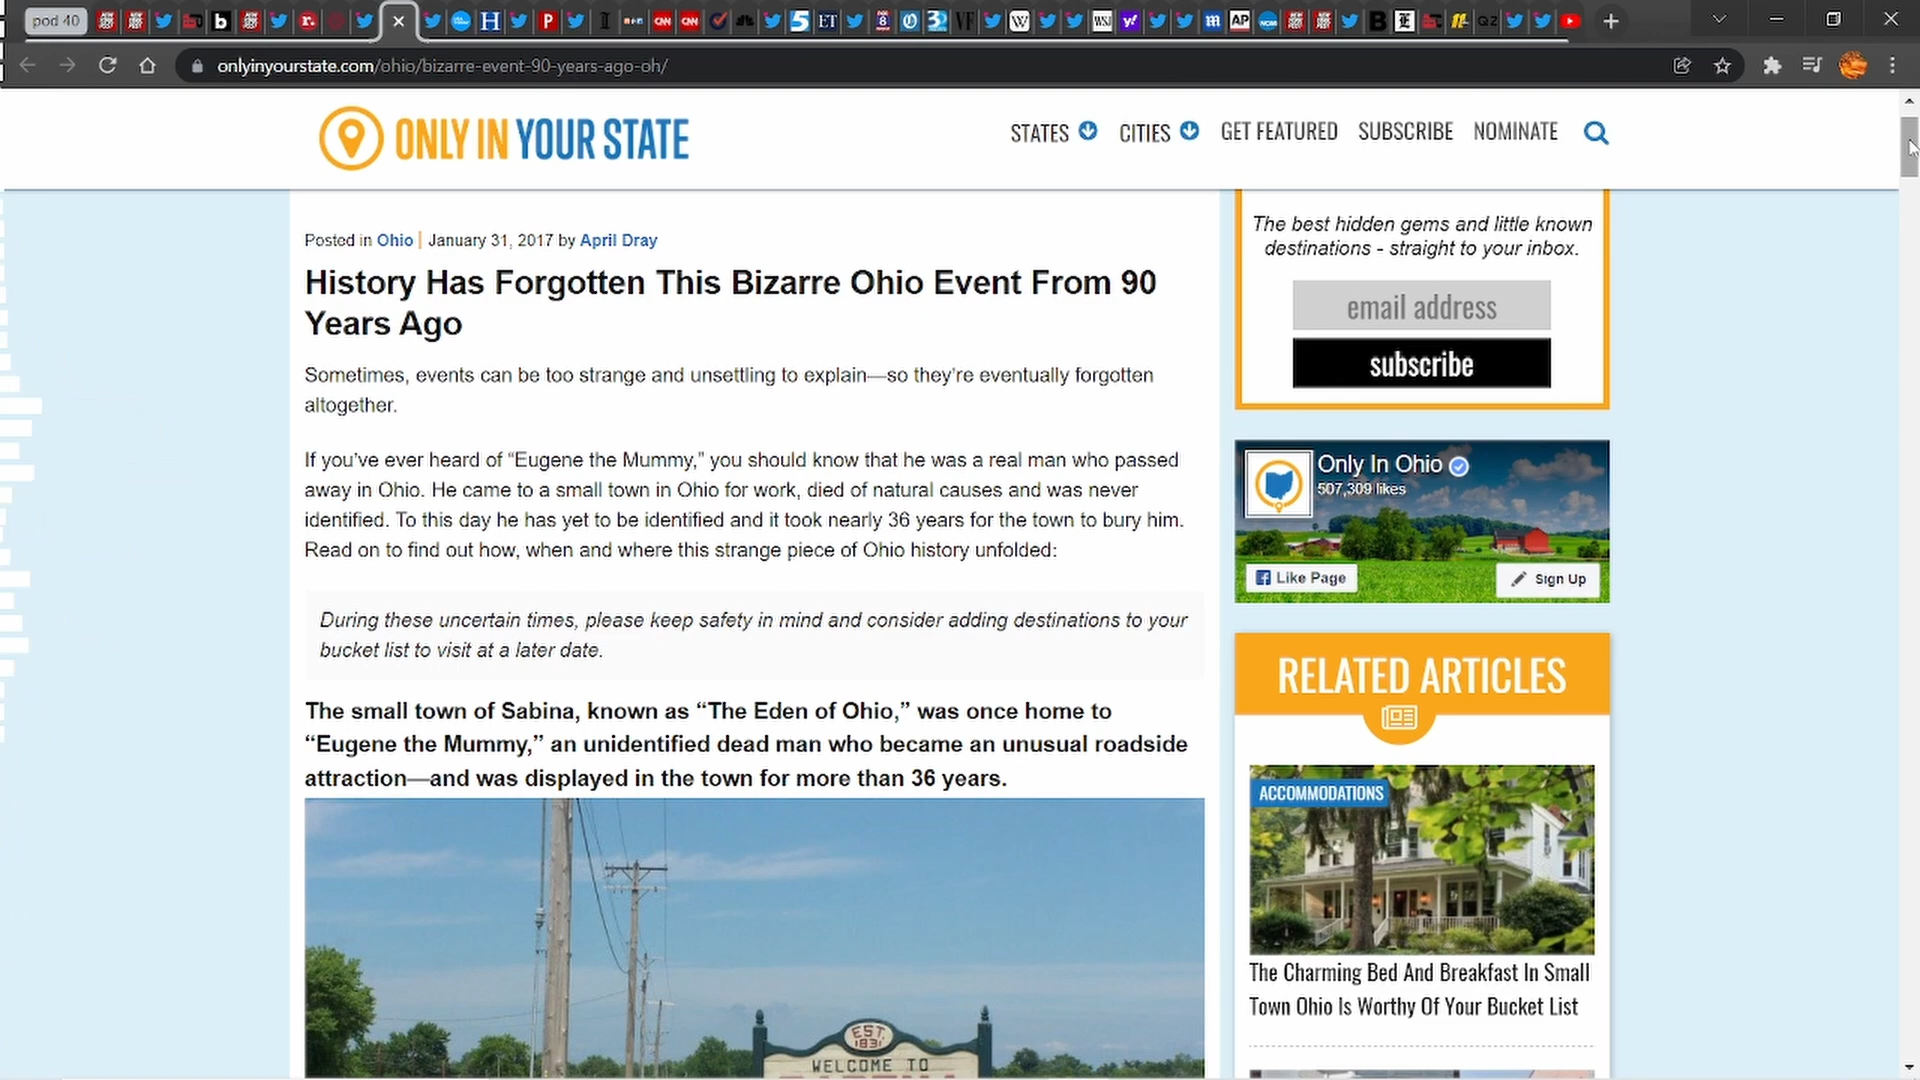 pod 40
onlyinyourstate.com/ohio/bizarre-event-90-years-ago-oh/
ONLY IN YOUR STATE
STATES
CITIES
GET FEATURED
SUBSCRIBE
NOMINATE
Posted in Ohio | January 31, 2017 by April Dray
History Has Forgotten This Bizarre Ohio Event From 90
Years Ago
Sometimes, events can be too strange and unsettling to explain—so they’re eventually forgotten
altogether.
If you’ve ever heard of “Eugene the Mummy,” you should know that he was a real man who passed
away in Ohio. He came to a small town in Ohio for work, died of natural causes and was never
identified. To this day he has yet to be identified and it took nearly 36 years for the town to bury him.
Read on to find out how, when and where this strange piece of Ohio history unfolded:
During these uncertain times, please keep safety in mind and consider adding destinations to your
bucket list to visit at a later date.
The small town of Sabina, known as “The Eden of Ohio,” was once home to
“Eugene the Mummy,” an unidentified dead man who became an unusual roadside
attraction—and was displayed in the town for more than 36 years.
EST.
1831
WELCOME TO
The best hidden gems and little known
destinations - straight to your inbox.
email address
subscribe
Only In Ohio
507,309 likes
Like Page
Sign Up
RELATED ARTICLES
ACCOMMODATIONS
The Charming Bed And Breakfast In Small
Town Ohio Is Worthy Of Your Bucket List